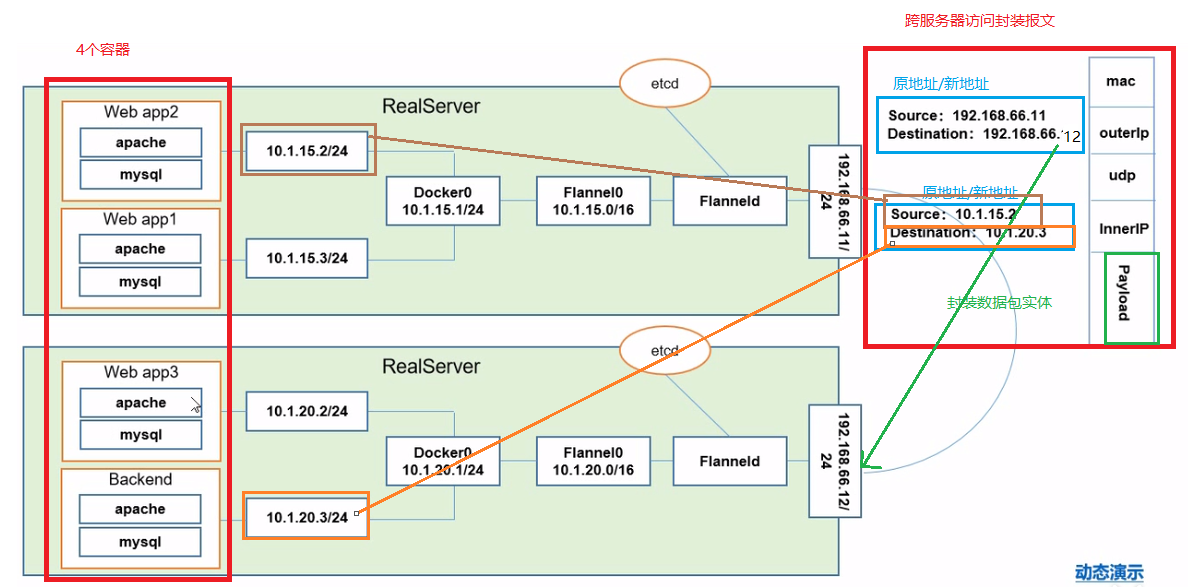 跨服务器访问封装报文
4个容器
RealServer
etcd
Web app2
apache
mysql
10.1.15.2/24
Web app1
apache
mysql
10.1.15.3/24
Docker0
10.1.15.1/24
Flannel0
10.1.15.0/16
Flanneld
192.168.66.11/
24
原地址/新地址
Source：192.168.66.11
Destination：192.168.66.12
原地址/新地址
Source：10.1.15.2
Destination：10.1.20.3
封装数据包实体
mac
outerIp
udp
InnerIP
Payload
RealServer
etcd
Web app3
apache
mysql
10.1.20.2/24
Backend
apache
mysql
10.1.20.3/24
Docker0
10.1.20.1/24
Flannel0
10.1.20.0/16
Flanneld
192.168.66.12/
24
动态演示